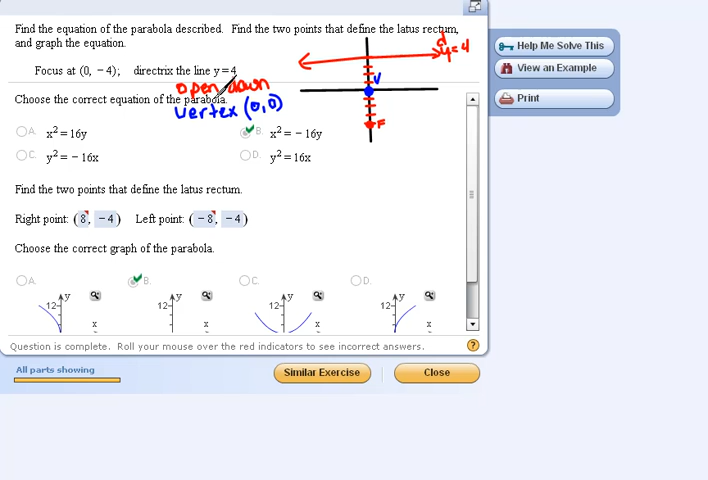 Find the equation of the parabola described. Find the two points that define the latus rectum,
and graph the equation.
Focus at (0, − 4); directrix the line y = 4
open down
Choose the correct equation of the parabola.
vertex (0,0)
A. x² = 16y
B. x² = − 16y
C. y² = − 16x
D. y² = 16x
Find the two points that define the latus rectum.
Right point: ( 8, − 4 ) Left point: ( − 8, − 4 )
Choose the correct graph of the parabola.
A. B. C. D.
12 y x
12 y x
12 y x
12 y x
Question is complete. Roll your mouse over the red indicators to see incorrect answers. ?
All parts showing
Similar Exercise
Close
d
y = 4
V
F
Help Me Solve This
View an Example
Print